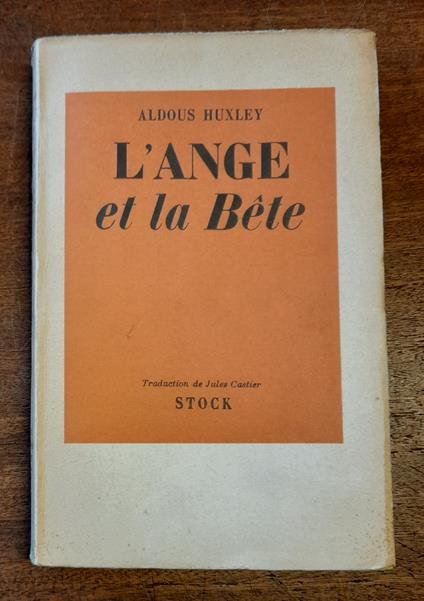 ALDOUS HUXLEY
L'ANGE
et la Bête
Traduction de Jules Castier
STOCK